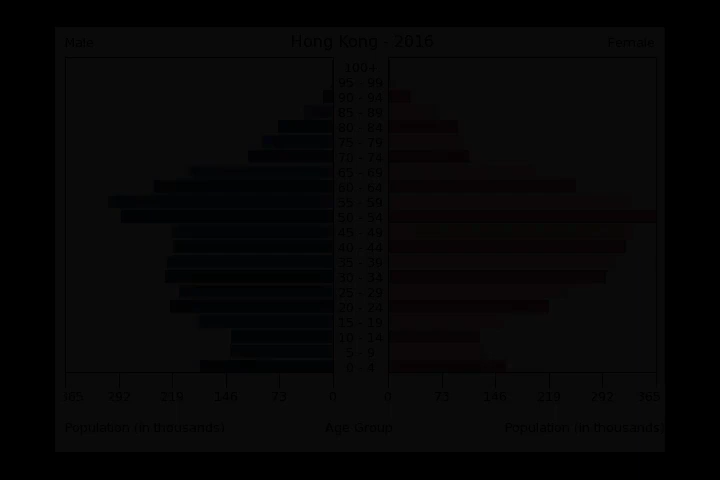 Male Hong Kong - 2016 Female
100+
95 - 99
90 - 94
85 - 89
80 - 84
75 - 79
70 - 74
65 - 69
60 - 64
55 - 59
50 - 54
45 - 49
40 - 44
35 - 39
30 - 34
25 - 29
20 - 24
15 - 19
10 - 14
5 - 9
0 - 4
365 292 219 146 73 0 0 73 146 219 292 365
Population (in thousands) Age Group Population (in thousands)